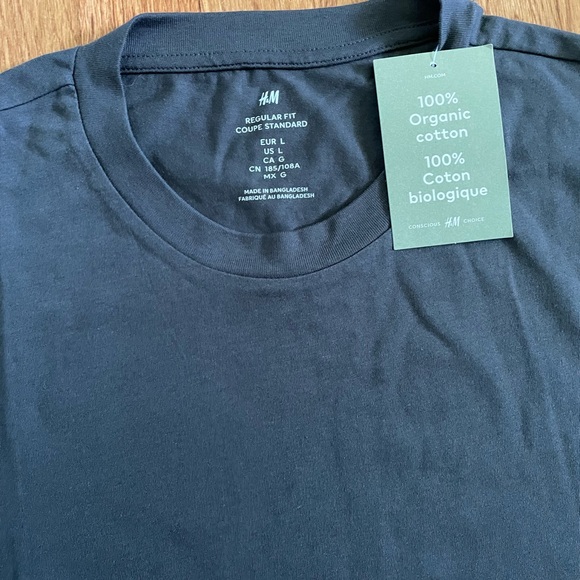 H&M
REGULAR FIT
COUPE STANDARD
EUR L
US L
CA G
CN 185/108A
MX G
MADE IN BANGLADESH
FABRIQUÉ AU BANGLADESH
HM.COM
100%
Organic
cotton
100%
Coton
biologique
CONSCIOUS H&M CHOICE